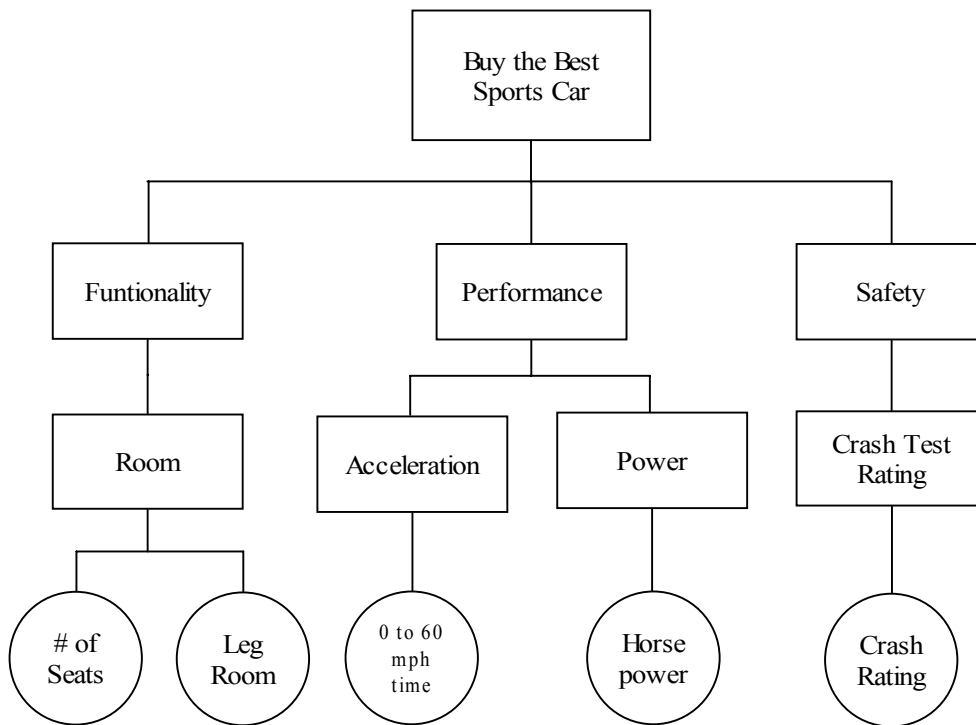 Buy the Best
Sports Car
Funtionality
Performance
Safety
Room
Acceleration
Power
Crash Test
Rating
# of
Seats
Leg
Room
0 to 60
mph
time
Horse
power
Crash
Rating